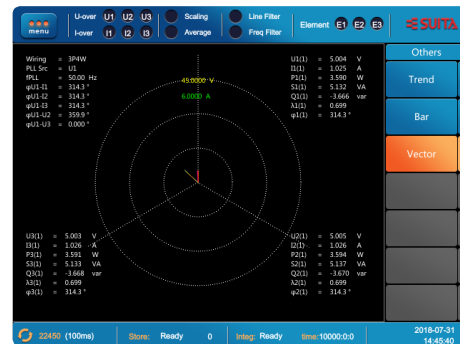 menu
U-over U1 U2 U3
I-over I1 I2 I3
Scaling
Average
Line Filter
Freq Filter
Element E1 E2 E3
SUITA
Others
Trend
Bar
Vector
Wiring = 3P4W
PLL Src = U1
fPLL = 50.00 Hz
φU1-I1 = 314.3 °
φU1-I2 = 314.3 °
φU1-I3 = 314.3 °
φU1-U2 = 359.9 °
φU1-U3 = 0.000 °
45.0000 V
6.0000 A
U1(1) = 5.004 V
I1(1) = 1.025 A
P1(1) = 3.590 W
S1(1) = 5.132 VA
Q1(1) = -3.666 var
λ1(1) = 0.699
φ1(1) = 314.3 °
U3(1) = 5.003 V
I3(1) = 1.026 A
P3(1) = 3.591 W
S3(1) = 5.133 VA
Q3(1) = -3.668 var
λ3(1) = 0.699
φ3(1) = 314.3 °
U2(1) = 5.005 V
I2(1) = 1.026 A
P2(1) = 3.594 W
S2(1) = 5.137 VA
Q2(1) = -3.670 var
λ2(1) = 0.699
φ2(1) = 314.3 °
22450 (100ms)
Store: Ready 0
Integ: Ready time:10000:0:0
2018-07-31
14:45:40